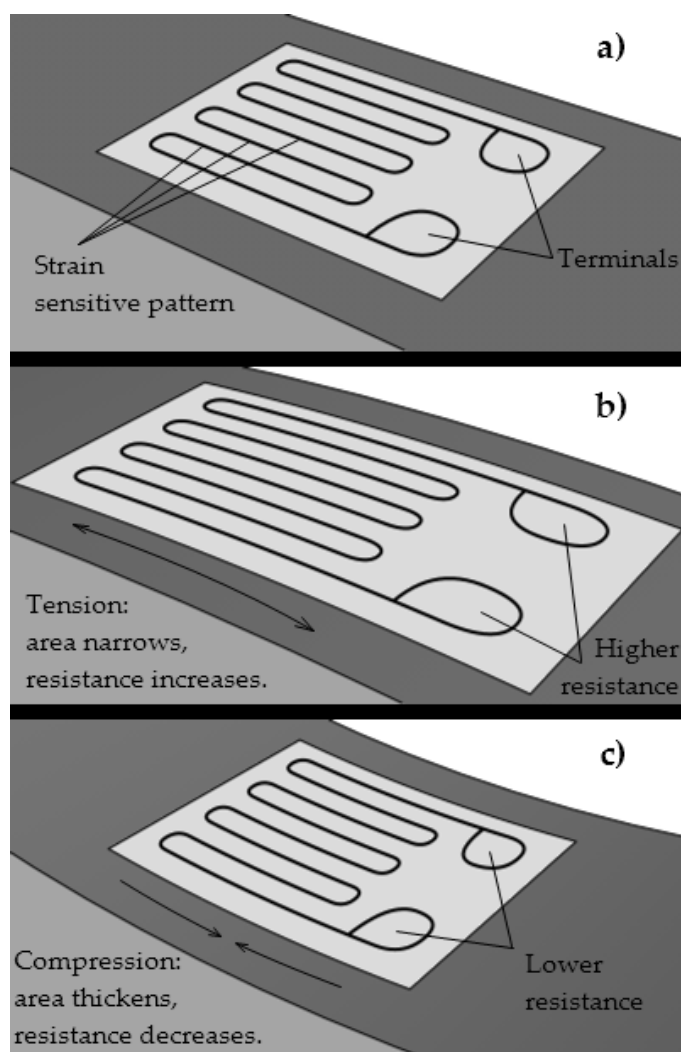 a)
Strain
sensitive pattern
Terminals
b)
Tension:
area narrows,
resistance increases.
Higher
resistance
c)
Compression:
area thickens,
resistance decreases.
Lower
resistance